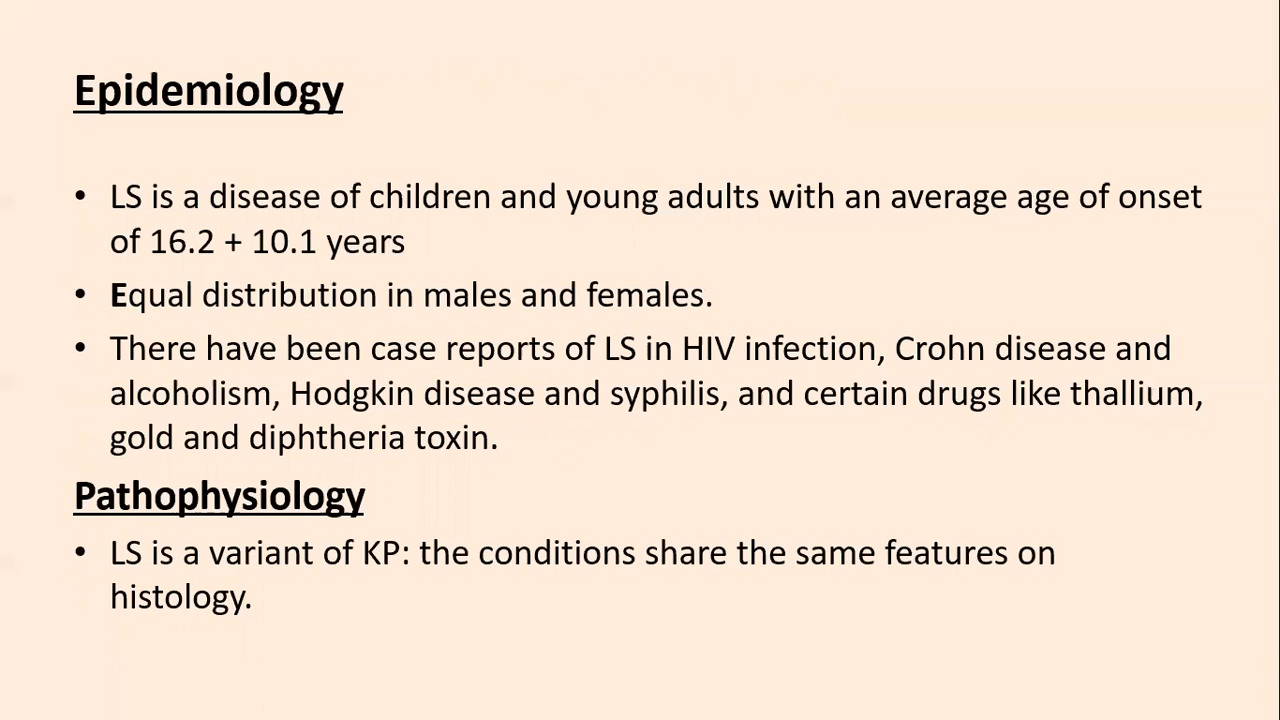 Epidemiology
• LS is a disease of children and young adults with an average age of onset
of 16.2 + 10.1 years
• Equal distribution in males and females.
• There have been case reports of LS in HIV infection, Crohn disease and
alcoholism, Hodgkin disease and syphilis, and certain drugs like thallium,
gold and diphtheria toxin.
Pathophysiology
• LS is a variant of KP: the conditions share the same features on
histology.